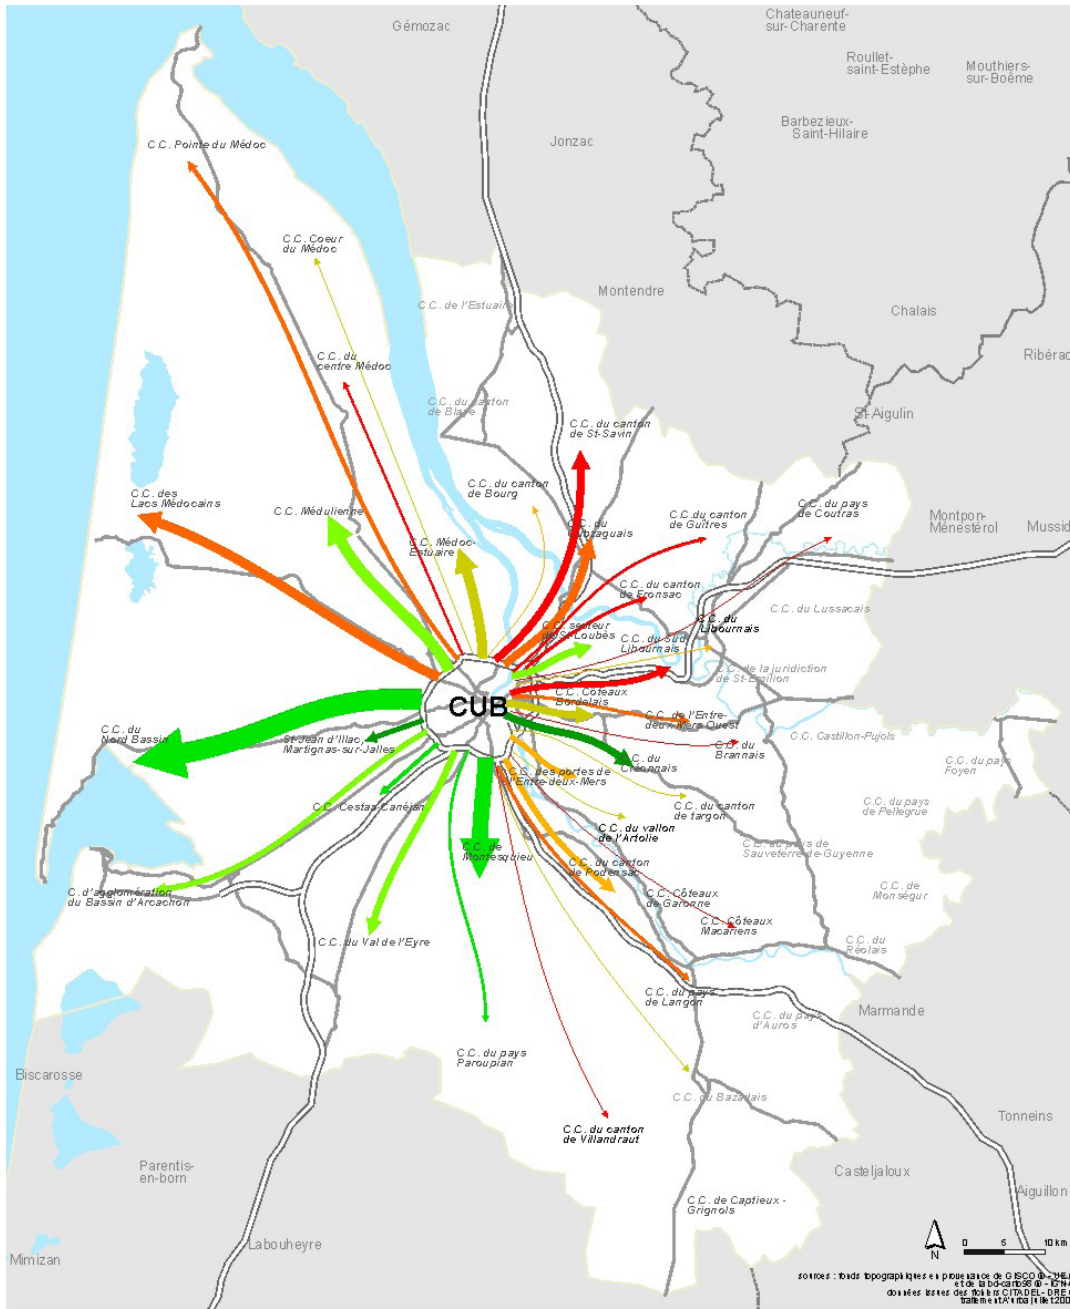 Gémozac
Chateauneuf-
sur-Charente
Roullet-
saint-Estèphe
Mouthiers-
sur-Boême
Barbezieux-
Saint-Hilaire
Jonzac
C.C. Pointe du Médoc
C.C. Coeur
du Médoc
C.C. de l'Estuaire
Montendre
Chalais
Ribérac
C.C. du
centre Médoc
C.C. du canton
de Blaye
St-Aigulin
C.C. du canton
de St-Savin
C.C. des
Lacs Médocains
C.C. Médulienne
C.C. du canton
de Bourg
C.C. du canton
de Guîtres
C.C. du pays
de Coutras
Montpon-
Ménestérol
Mussid
C.C. du
Cubzaguais
C.C. Médoc-
Estuaire
C.C. du canton
de Fronsac
C.C. du Lussacais
C.C. secteur
de St-Loubès
C.C. du Sud
Libournais
C.C. du
Libournais
C.C. de la juridiction
de St-Emilion
C.C. Côteaux
Bordelais
CUB
C.C. de l'Entre-
deux-Mers Ouest
C.C. du
Brannais
C.C. Castillon-Pujols
C.C. du
Nord Bassin
St-Jean d'Illac,
Martignas-sur-Jalles
C.C. du
Créonnais
C.C. du pays
Foyen
C.C. des portes de
l'Entre-deux-Mers
C.C. Cestas-Canéjan
C.C. du canton
de targon
C.C. du pays
de Pellegrue
C.C. du vallon
de l'Artolie
C.C. de
Montesquieu
C.C. du pays de
Sauveterre-de-Guyenne
C.C. du canton
de Podensac
C. d'agglomération
du Bassin d'Arcachon
C.C. Côteaux
de Garonne
C.C. de
Monségur
C.C. Côteaux
Macariens
C.C. du Val de l'Eyre
C.C. du
Réolais
C.C. du pays
de Langon
C.C. du pays
d'Auros
Marmande
C.C. du pays
Paroupian
Biscarosse
C.C. du Bazadais
Tonneins
C.C. du canton
de Villandraut
Parentis-
en-born
Casteljaloux
Aiguillon
C.C. de Captieux -
Grignols
Labouheyre
Mimizan
N
0 5 10 km